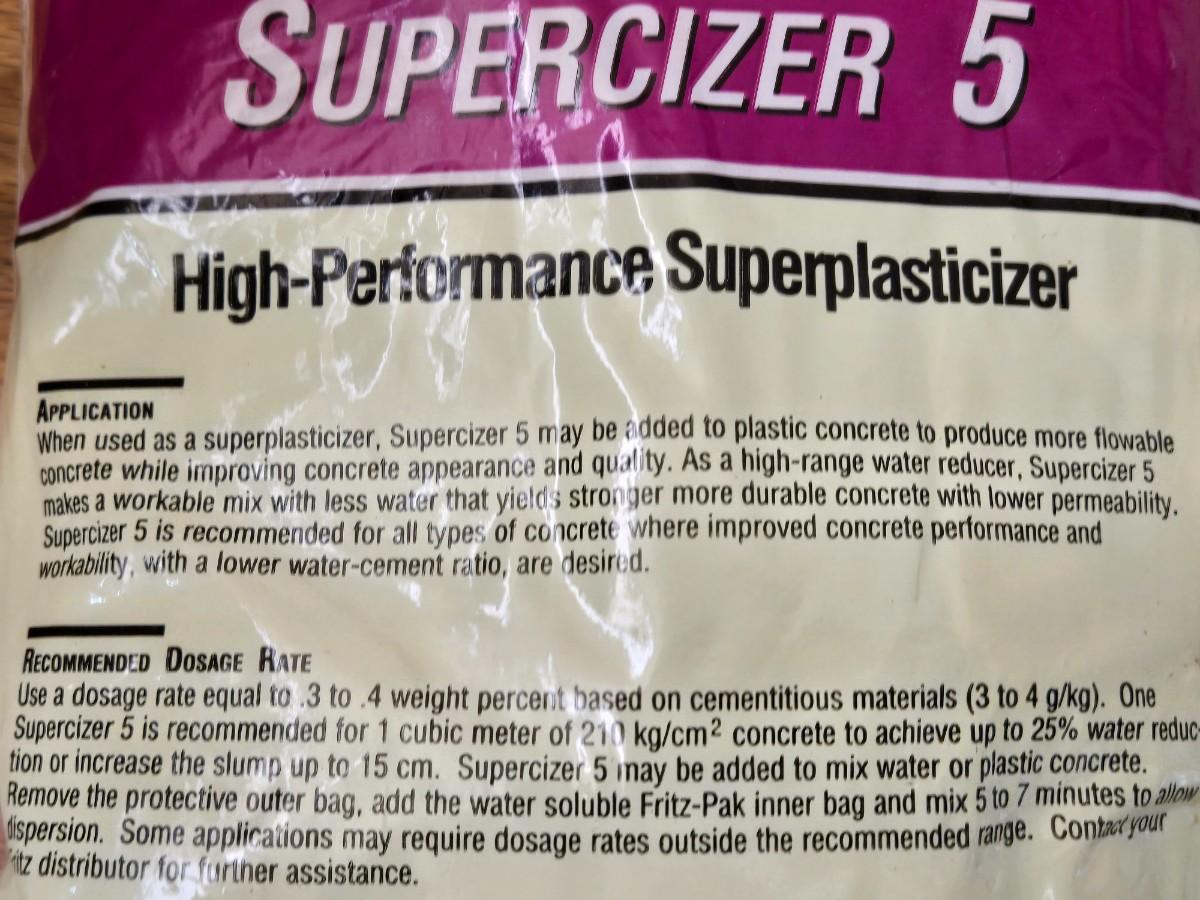 SUPERCIZER 5
High-Performance Superplasticizer
APPLICATION
When used as a superplasticizer, Supercizer 5 may be added to plastic concrete to produce more flowable
concrete while improving concrete appearance and quality. As a high-range water reducer, Supercizer 5
makes a workable mix with less water that yields stronger more durable concrete with lower permeability.
Supercizer 5 is recommended for all types of concrete where improved concrete performance and
workability, with a lower water-cement ratio, are desired.
RECOMMENDED DOSAGE RATE
Use a dosage rate equal to .3 to .4 weight percent based on cementitious materials (3 to 4 g/kg). One
Supercizer 5 is recommended for 1 cubic meter of 210 kg/cm² concrete to achieve up to 25% water reduc-
tion or increase the slump up to 15 cm. Supercizer 5 may be added to mix water or plastic concrete.
Remove the protective outer bag, add the water soluble Fritz-Pak inner bag and mix 5 to 7 minutes to allow
dispersion. Some applications may require dosage rates outside the recommended range. Contact your
Fritz distributor for further assistance.